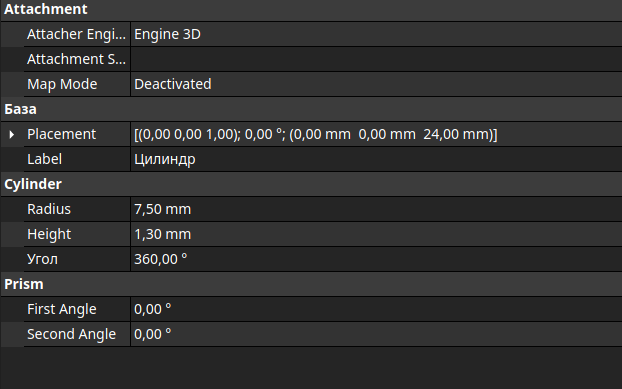 Attachment
Attacher Engi... Engine 3D
Attachment S...
Map Mode Deactivated
База
Placement [(0,00 0,00 1,00); 0,00 °; (0,00 mm 0,00 mm 24,00 mm)]
Label Цилиндр
Cylinder
Radius 7,50 mm
Height 1,30 mm
Угол 360,00 °
Prism
First Angle 0,00 °
Second Angle 0,00 °